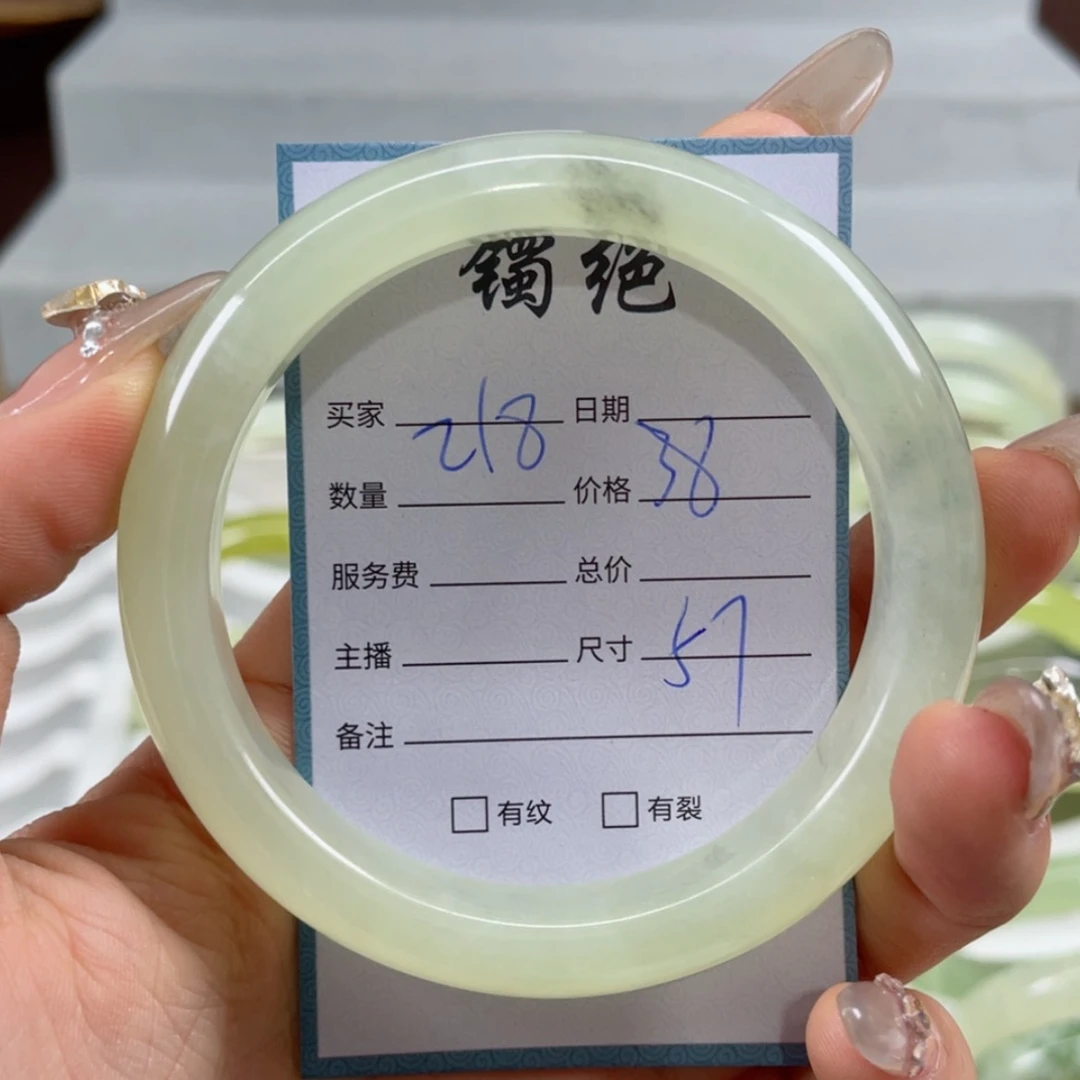 镯绝
买家 218 日期
数量 价格 38
服务费 总价
主播 尺寸 57
备注
有纹 有裂